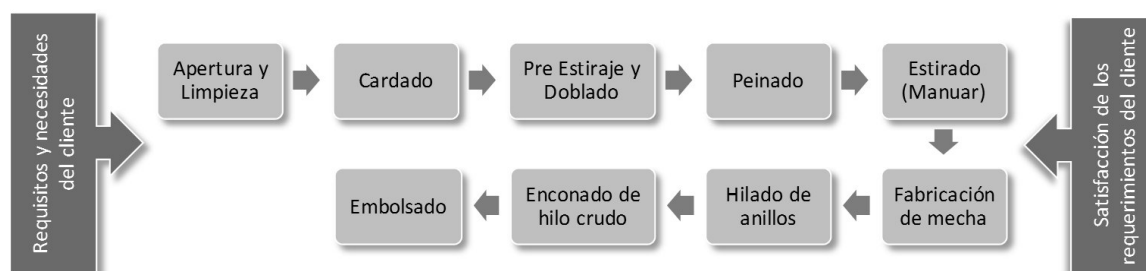 Requisitos y necesidades
del cliente
Apertura y
Limpieza
Cardado
Pre Estiraje y
Doblado
Peinado
Estirado
(Manuar)
Fabricación
de mecha
Hilado de
anillos
Enconado de
hilo crudo
Embolsado
Satisfacción de los
requerimientos del cliente